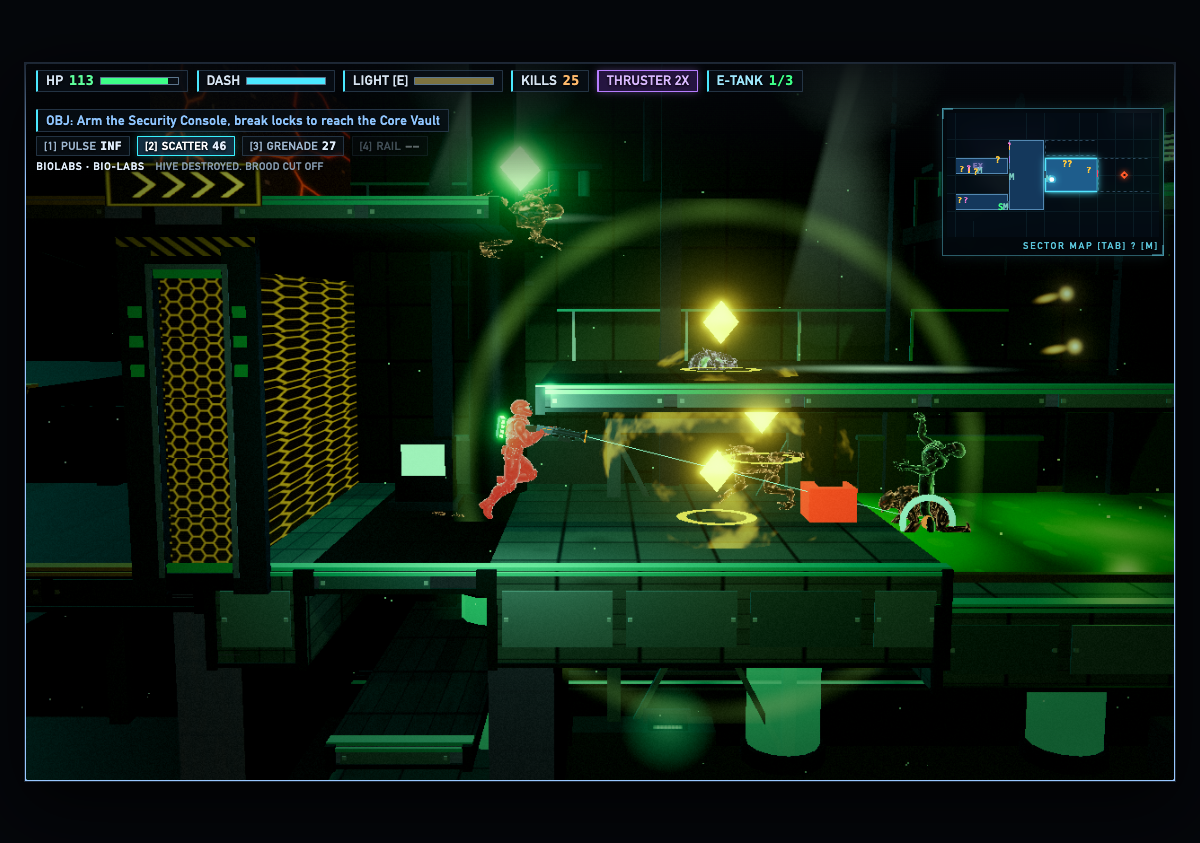 HP 113 DASH LIGHT [E] KILLS 25 THRUSTER 2X E-TANK 1/3
OBJ: Arm the Security Console, break locks to reach the Core Vault
[1] PULSE INF [2] SCATTER 46 [3] GRENADE 27 [4] RAIL --
BIOLABS · BIO-LABS HIVE DESTROYED. BROOD CUT OFF
? ? ? ?? ?
M
? ? SM
SECTOR MAP [TAB] ? [M]